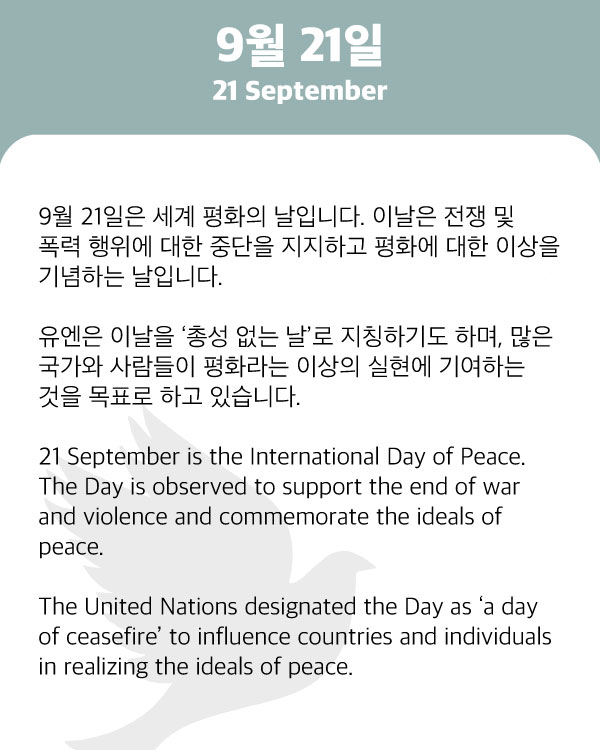 9월 21일
21 September
9월 21일은 세계 평화의 날입니다. 이날은 전쟁 및
폭력 행위에 대한 중단을 지지하고 평화에 대한 이상을
기념하는 날입니다.
유엔은 이날을 ‘총성 없는 날’로 지칭하기도 하며, 많은
국가와 사람들이 평화라는 이상의 실현에 기여하는
것을 목표로 하고 있습니다.
21 September is the International Day of Peace.
The Day is observed to support the end of war
and violence and commemorate the ideals of
peace.
The United Nations designated the Day as ‘a day
of ceasefire’ to influence countries and individuals
in realizing the ideals of peace.